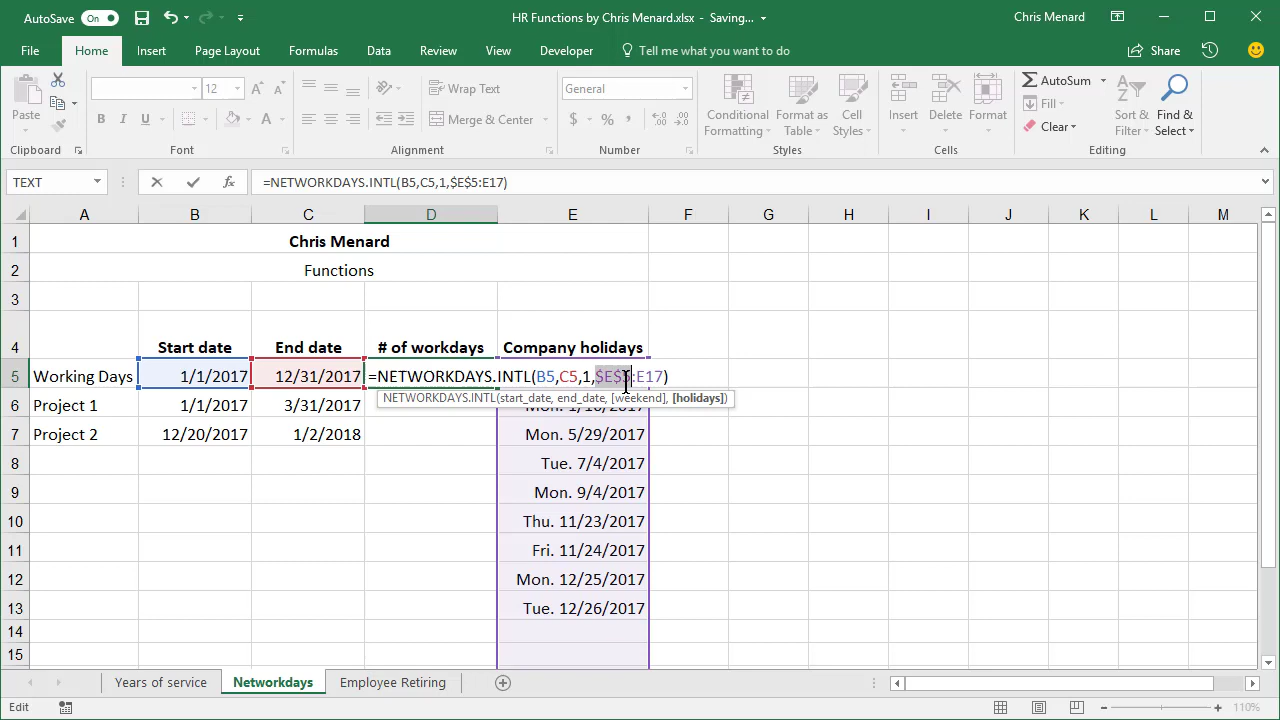 AutoSave On HR Functions by Chris Menard.xlsx - Saving... Chris Menard
File Home Insert Page Layout Formulas Data Review View Developer Tell me what you want to do Share
Paste
12
B I U
Wrap Text
Merge & Center
General
$ % ,
Conditional Formatting
Format as Table
Cell Styles
Insert Delete Format
AutoSum
Fill
Clear
Sort & Filter
Find & Select
Clipboard Font Alignment Number Styles Cells Editing
TEXT fx =NETWORKDAYS.INTL(B5,C5,1,$E$5:E17)
A B C D E F G H I J K L M
1 Chris Menard
2 Functions
3
4 Start date End date # of workdays Company holidays
5 Working Days 1/1/2017 12/31/2017 =NETWORKDAYS.INTL(B5,C5,1,$E$5:E17)
NETWORKDAYS.INTL(start_date, end_date, [weekend], [holidays])
6 Project 1 1/1/2017 3/31/2017 Mon. 1/16/2017
7 Project 2 12/20/2017 1/2/2018 Mon. 5/29/2017
8 Tue. 7/4/2017
9 Mon. 9/4/2017
10 Thu. 11/23/2017
11 Fri. 11/24/2017
12 Mon. 12/25/2017
13 Tue. 12/26/2017
14
15
Years of service Networkdays Employee Retiring
Edit 110%